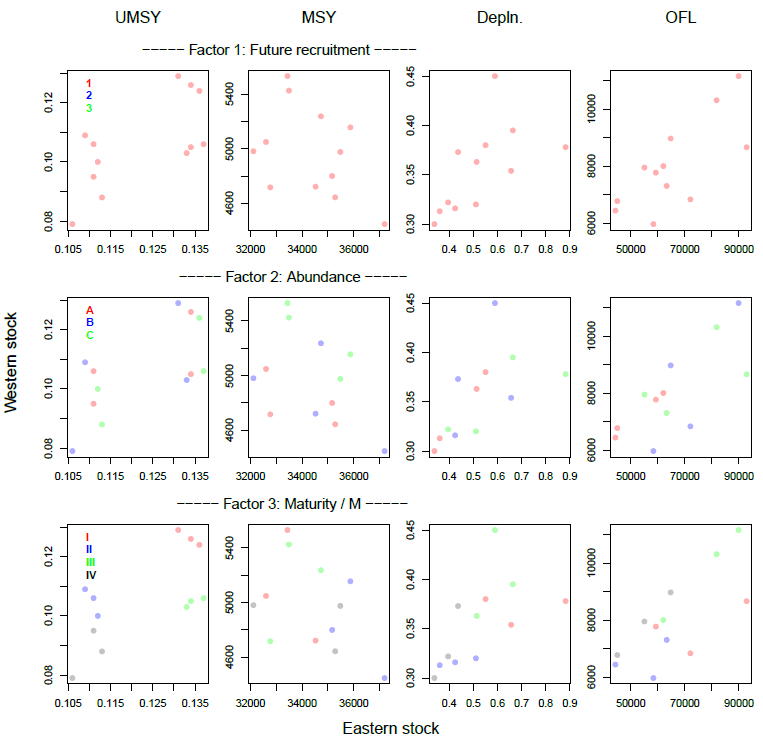 UMSY MSY Depln. OFL
----- Factor 1: Future recruitment -----
1
2
3
0.08 0.10 0.12
4600 5000 5400
0.30 0.35 0.40 0.45
6000 8000 10000
0.105 0.115 0.125 0.135 32000 34000 36000 0.4 0.5 0.6 0.7 0.8 0.9 50000 70000 90000
----- Factor 2: Abundance -----
A
B
C
0.08 0.10 0.12
4600 5000 5400
0.30 0.35 0.40 0.45
6000 8000 10000
0.105 0.115 0.125 0.135 32000 34000 36000 0.4 0.5 0.6 0.7 0.8 0.9 50000 70000 90000
Western stock
----- Factor 3: Maturity / M -----
I
II
III
IV
0.08 0.10 0.12
4600 5000 5400
0.30 0.35 0.40 0.45
6000 8000 10000
0.105 0.115 0.125 0.135 32000 34000 36000 0.4 0.5 0.6 0.7 0.8 0.9 50000 70000 90000
Eastern stock